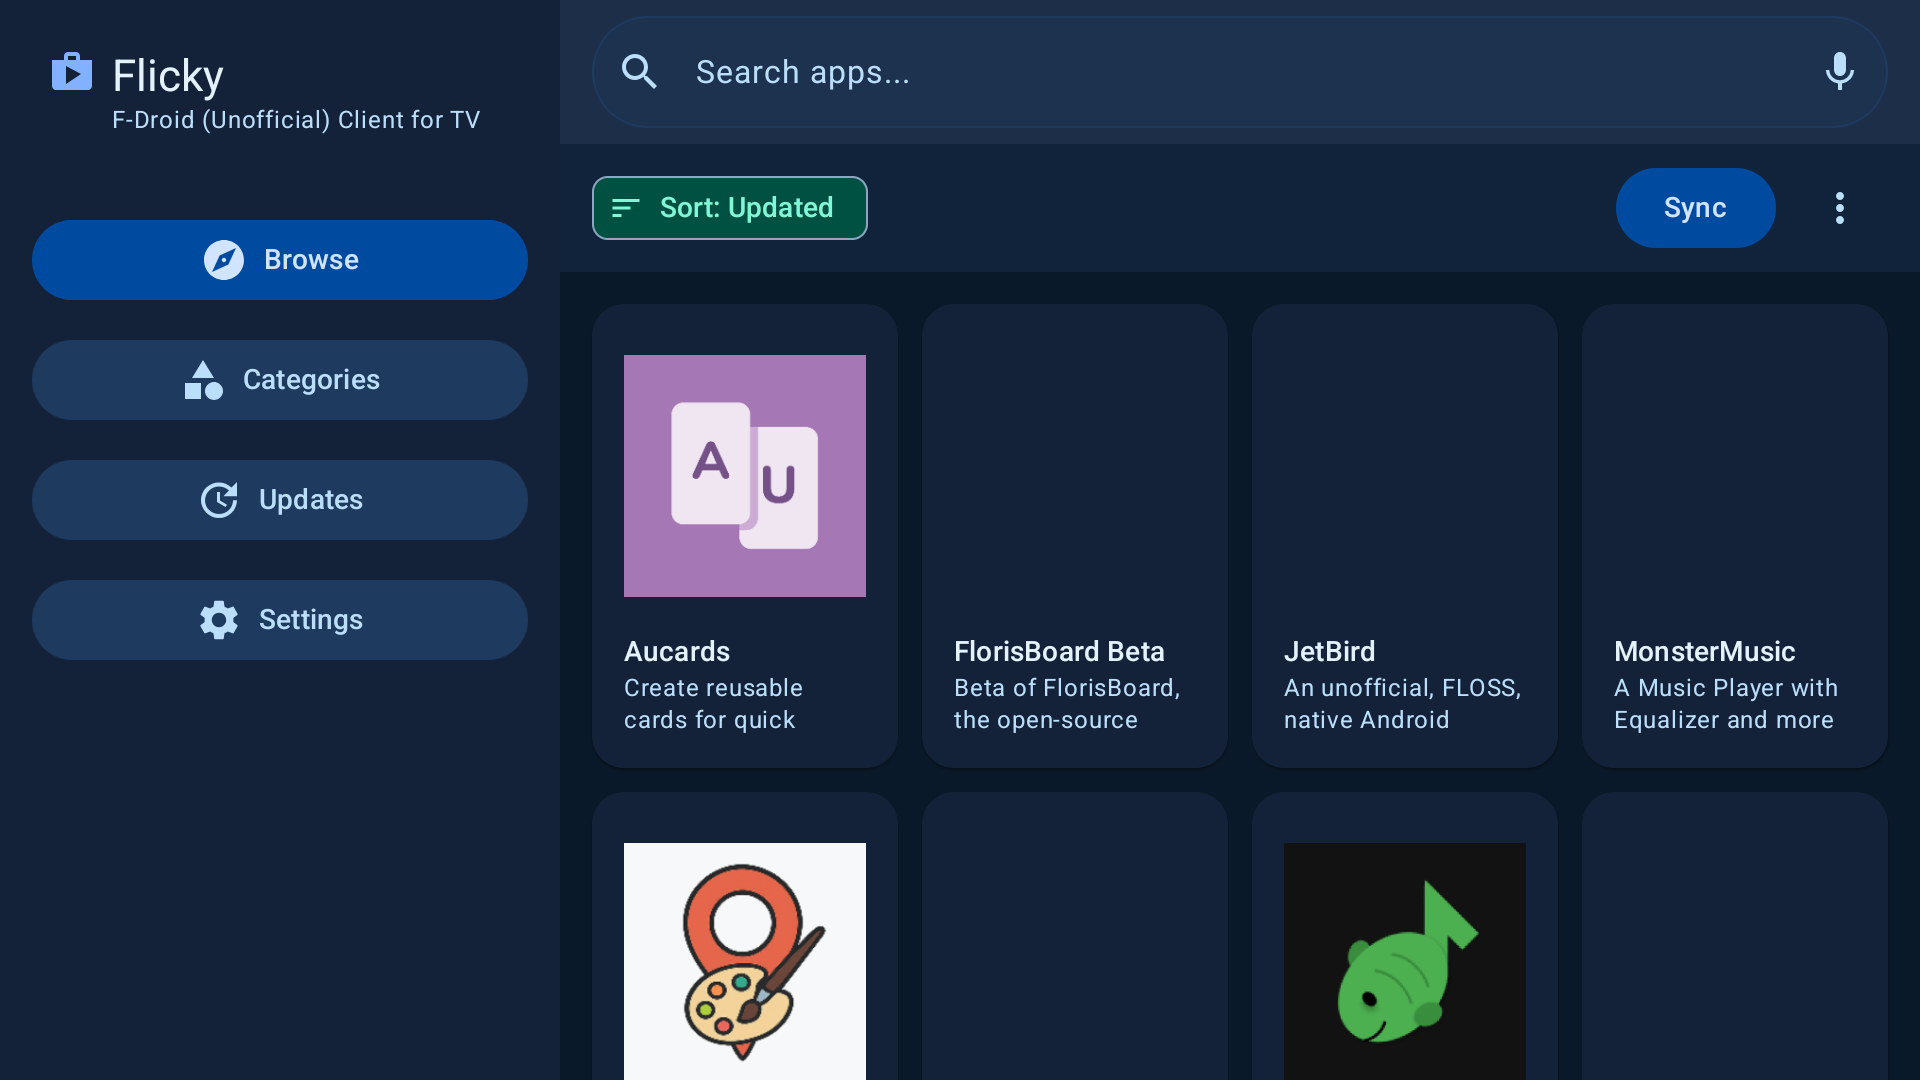 Flicky
F-Droid (Unofficial) Client for TV
Browse
Categories
Updates
Settings
Search apps...
Sort: Updated
Sync
A
U
Aucards
Create reusable
cards for quick
FlorisBoard Beta
Beta of FlorisBoard,
the open-source
JetBird
An unofficial, FLOSS,
native Android
MonsterMusic
A Music Player with
Equalizer and more